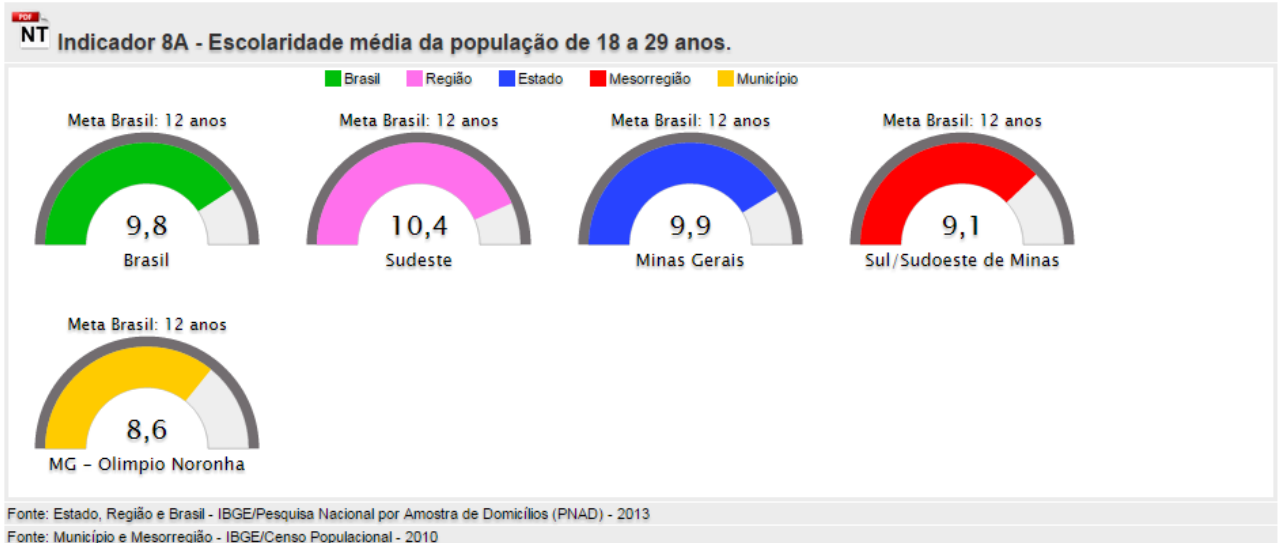 PDF
NT Indicador 8A - Escolaridade média da população de 18 a 29 anos.
Brasil Região Estado Mesorregião Município
Meta Brasil: 12 anos Meta Brasil: 12 anos Meta Brasil: 12 anos Meta Brasil: 12 anos
9,8 10,4 9,9 9,1
Brasil Sudeste Minas Gerais Sul/Sudoeste de Minas
Meta Brasil: 12 anos
8,6
MG - Olimpio Noronha
Fonte: Estado, Região e Brasil - IBGE/Pesquisa Nacional por Amostra de Domicílios (PNAD) - 2013
Fonte: Município e Mesorregião - IBGE/Censo Populacional - 2010